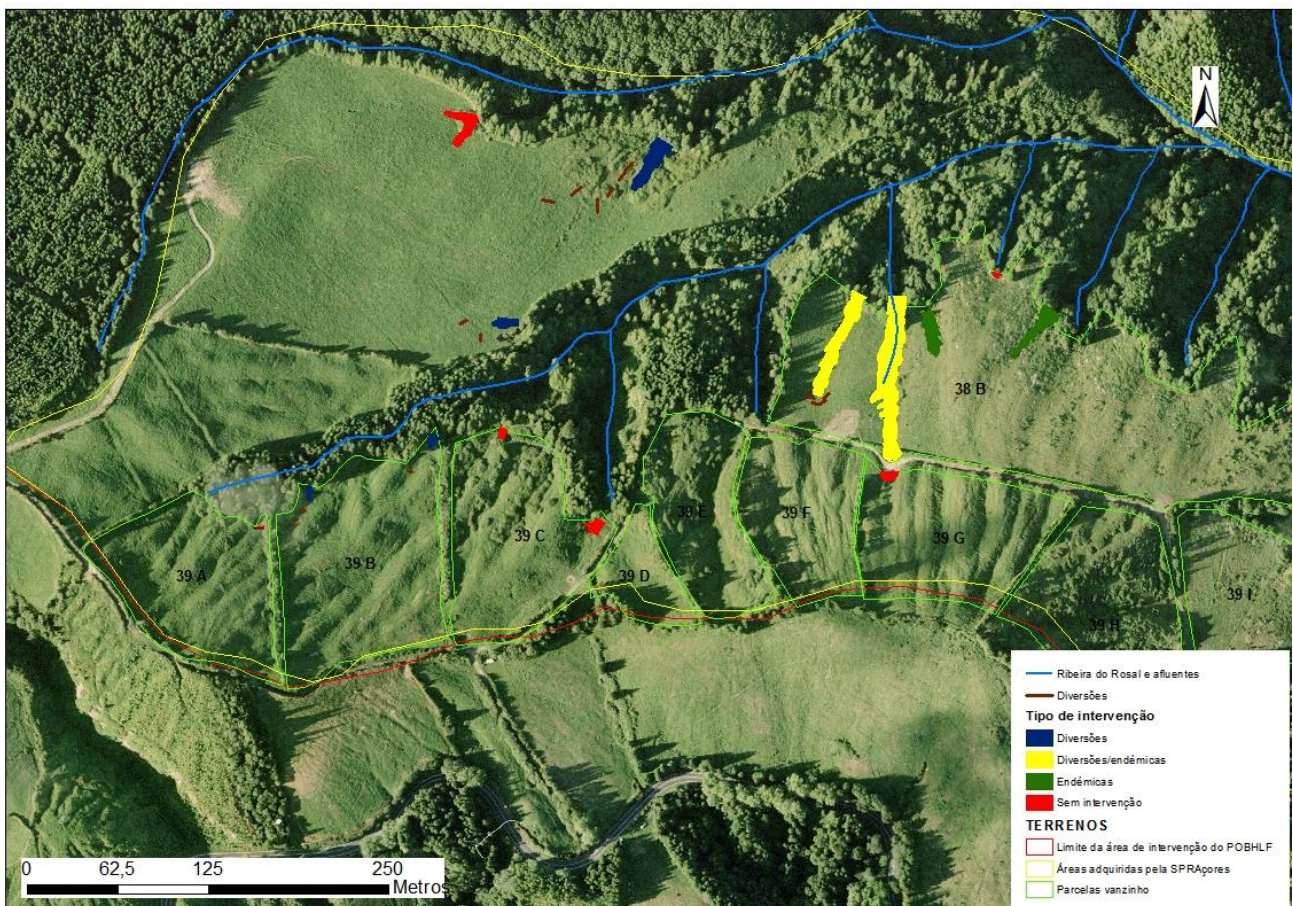 N
38 B
39 A
39 B
39 C
39 D
39 E
39 F
39 G
39 H
39 I
Ribeira do Rosal e afluentes
Diversões
Tipo de intervenção
Diversões
Diversões/endémicas
Endémicas
Sem intervenção
TERRENOS
Limite da área de intervenção do POBHLF
Áreas adquiridas pela SPRAçores
Parcelas vanzinho
0 62,5 125 250
Metros